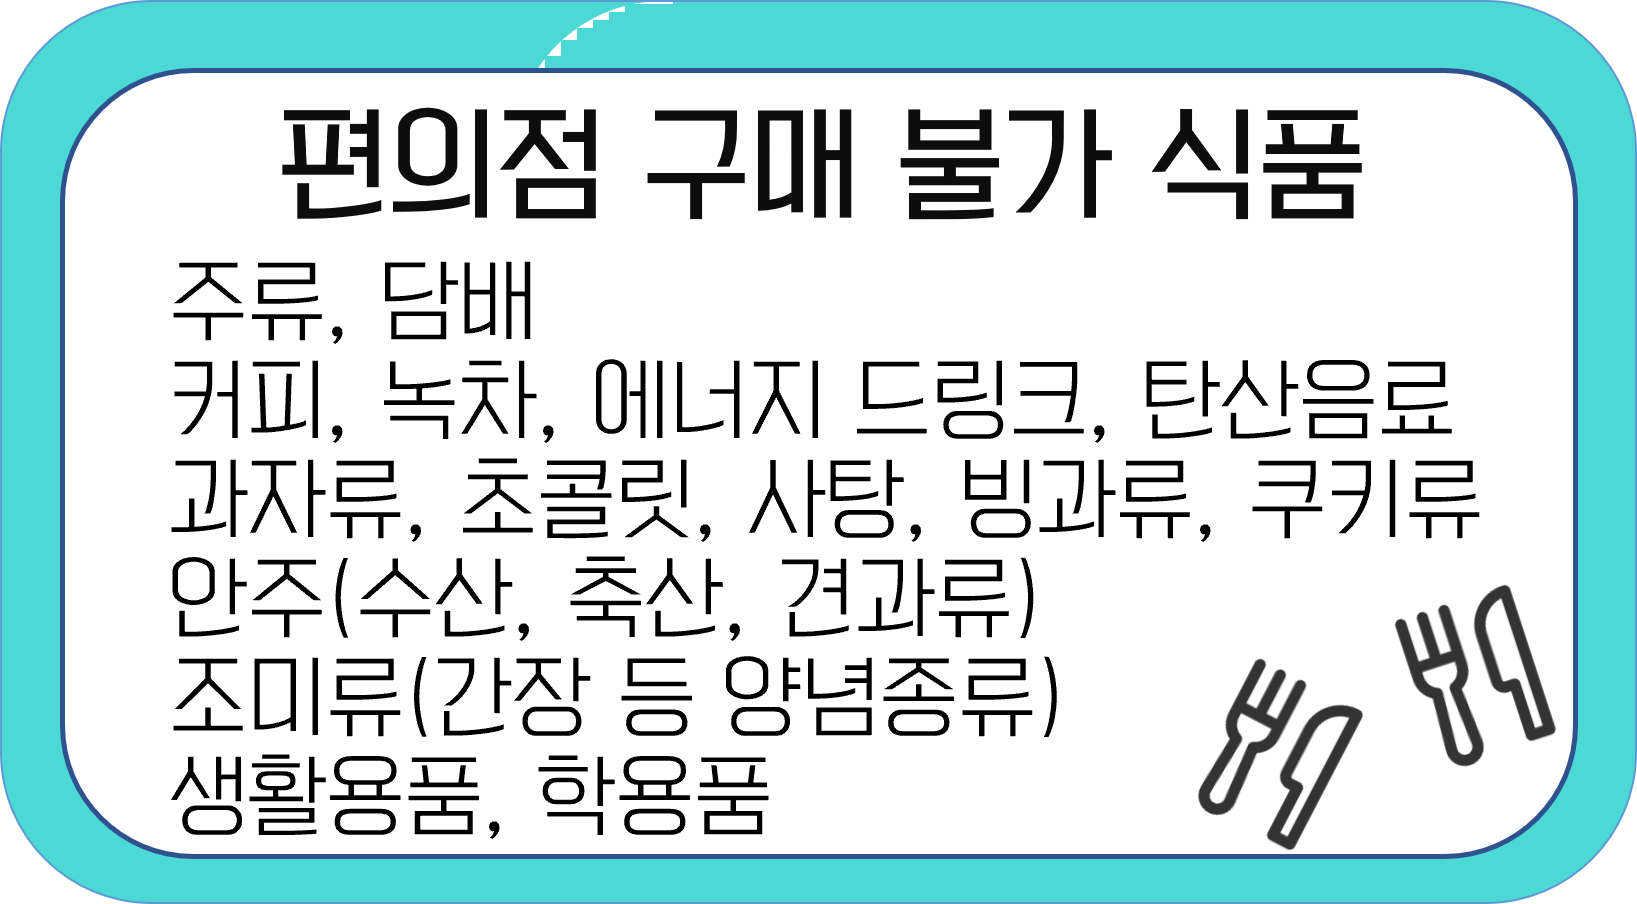 편의점 구매 불가 식품
주류, 담배
커피, 녹차, 에너지 드링크, 탄산음료
과자류, 초콜릿, 사탕, 빙과류, 쿠키류
안주(수산, 축산, 견과류)
조미류(간장 등 양념종류)
생활용품, 학용품